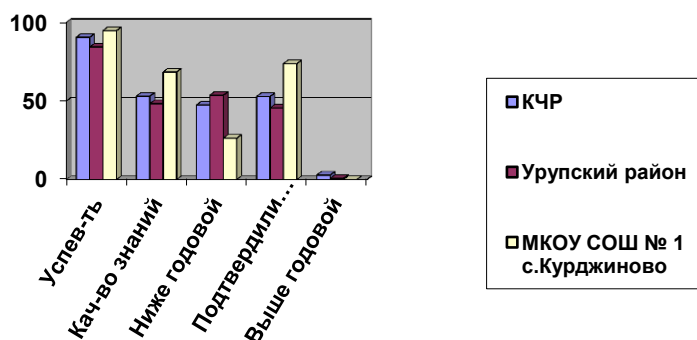 100
50
0
Успев-ть
Кач-во знаний
Ниже годовой
Подтвердили...
Выше годовой
КЧР
Урупский район
МКОУ СОШ № 1
с.Курджиново